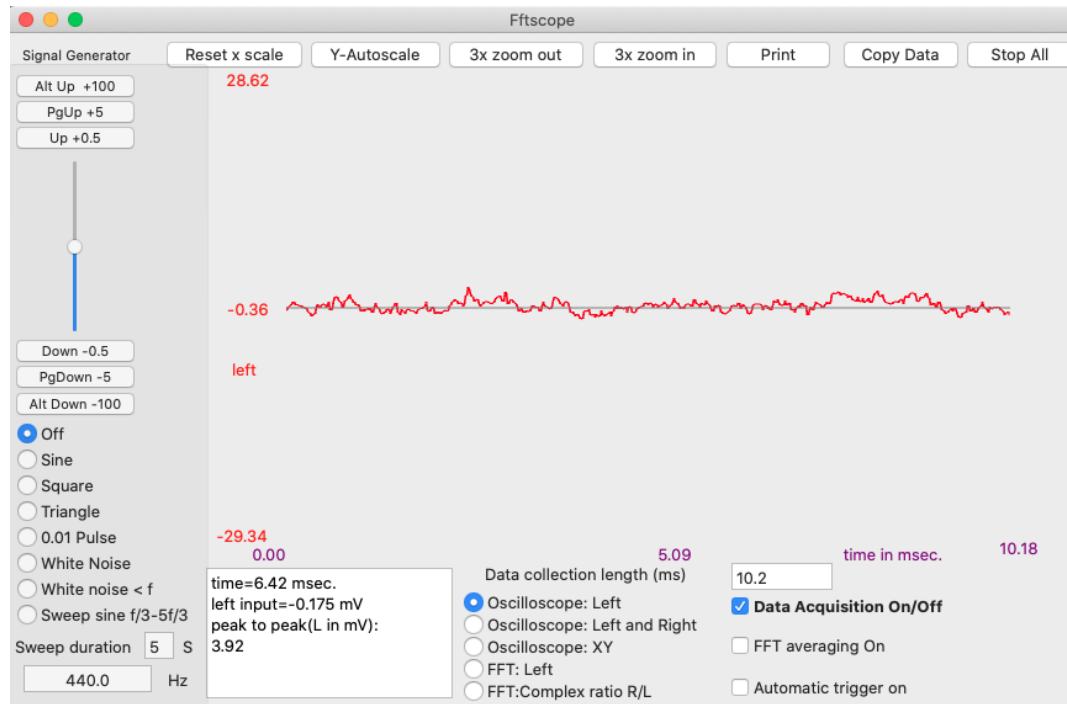 Fftscope
Signal Generator
Reset x scale
Y-Autoscale
3x zoom out
3x zoom in
Print
Copy Data
Stop All
Alt Up +100
PgUp +5
Up +0.5
Down -0.5
PgDown -5
Alt Down -100
Off
Sine
Square
Triangle
0.01 Pulse
White Noise
White noise < f
Sweep sine f/3-5f/3
Sweep duration 5 S
440.0 Hz
28.62
-0.36
left
-29.34
0.00
5.09
time in msec.
10.18
time=6.42 msec.
left input=-0.175 mV
peak to peak(L in mV):
3.92
Data collection length (ms)
10.2
Oscilloscope: Left
Oscilloscope: Left and Right
Oscilloscope: XY
FFT: Left
FFT:Complex ratio R/L
Data Acquisition On/Off
FFT averaging On
Automatic trigger on